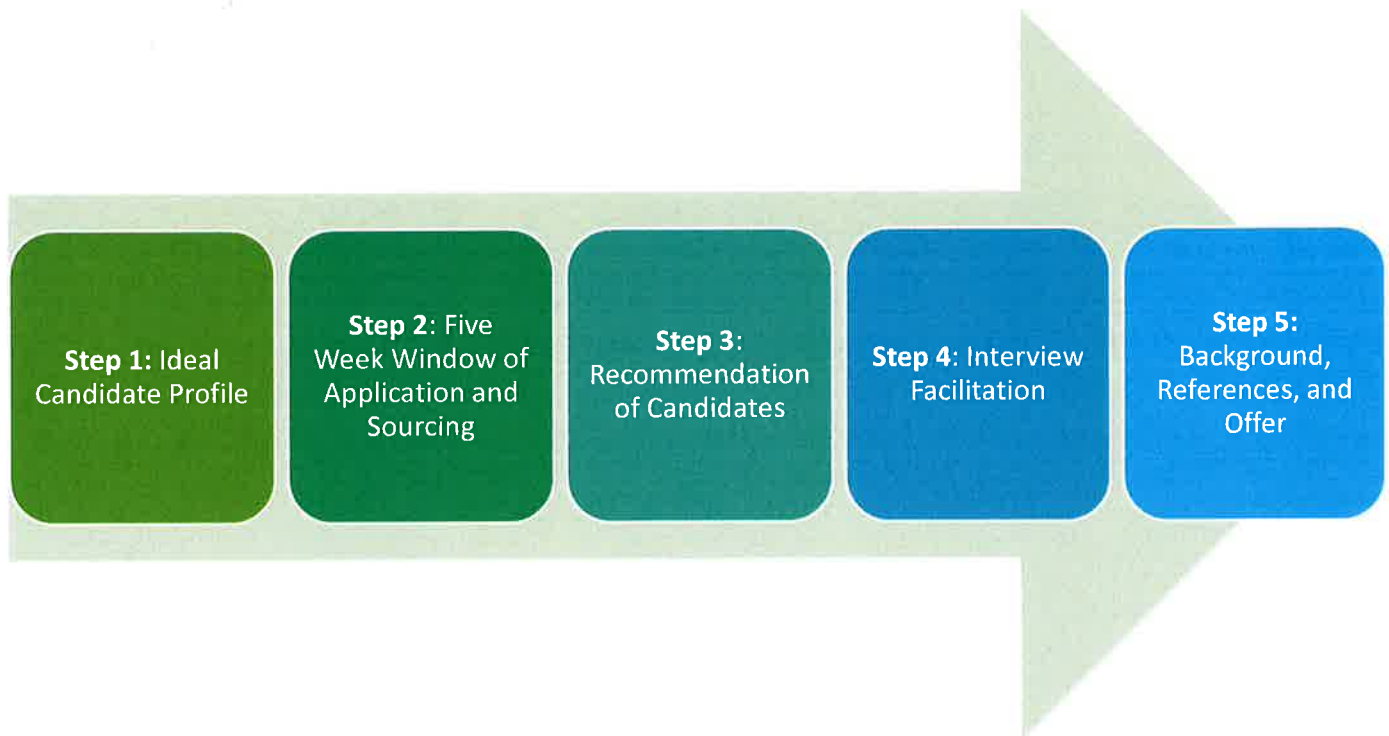 Step 1: Ideal
Candidate Profile
Step 2: Five
Week Window of
Application and
Sourcing
Step 3:
Recommendation
of Candidates
Step 4: Interview
Facilitation
Step 5:
Background,
References, and
Offer